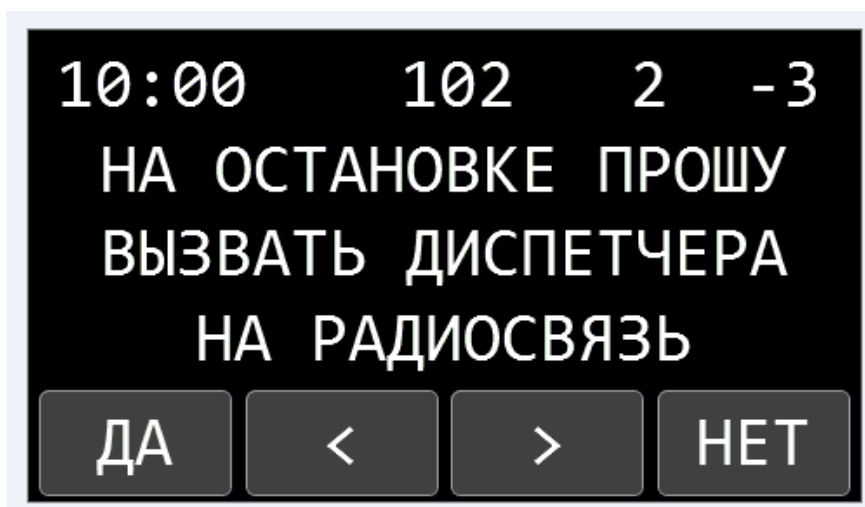 10:00 102 2 -3
НА ОСТАНОВКЕ ПРОШУ
ВЫЗВАТЬ ДИСПЕТЧЕРА
НА РАДИОСВЯЗЬ
ДА < > НЕТ